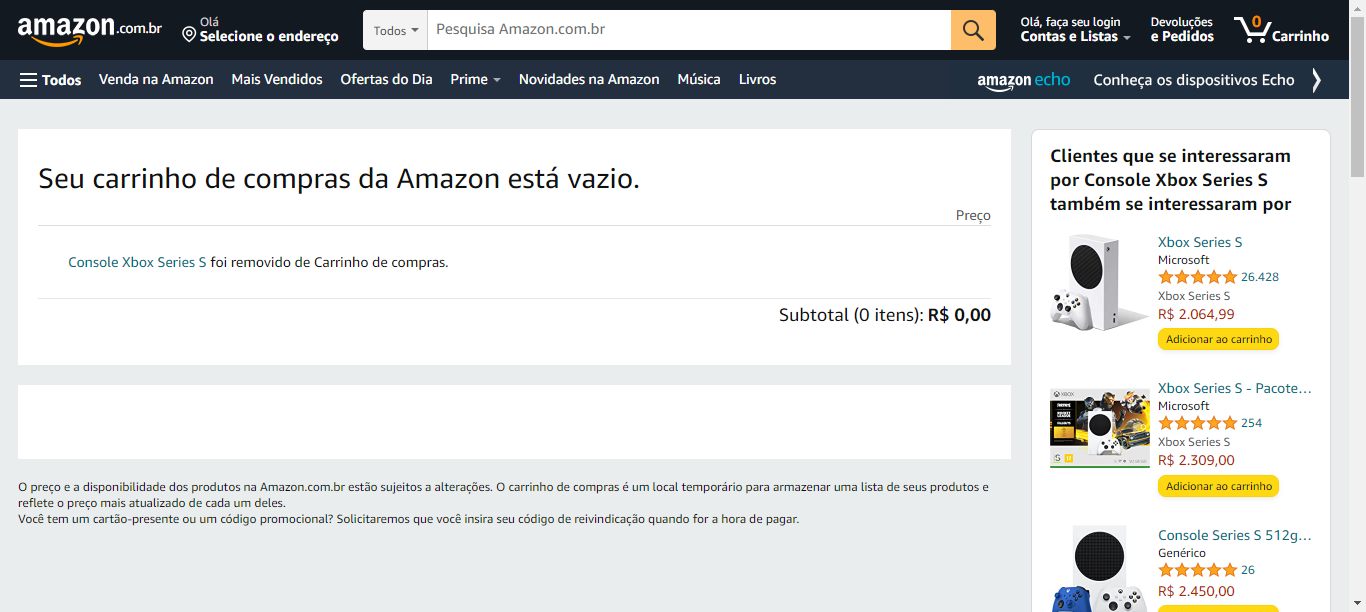 amazon.com.br
Olá
Selecione o endereço
Todos
Pesquisa Amazon.com.br
Olá, faça seu login
Contas e Listas
Devoluções
e Pedidos
0
Carrinho
Todos
Venda na Amazon
Mais Vendidos
Ofertas do Dia
Prime
Novidades na Amazon
Música
Livros
amazon echo
Conheça os dispositivos Echo
Seu carrinho de compras da Amazon está vazio.
Preço
Console Xbox Series S foi removido de Carrinho de compras.
Subtotal (0 itens): R$ 0,00
O preço e a disponibilidade dos produtos na Amazon.com.br estão sujeitos a alterações. O carrinho de compras é um local temporário para armazenar uma lista de seus produtos e
reflete o preço mais atualizado de cada um deles.
Você tem um cartão-presente ou um código promocional? Solicitaremos que você insira seu código de reivindicação quando for a hora de pagar.
Clientes que se interessaram
por Console Xbox Series S
também se interessaram por
Xbox Series S
Microsoft
26.428
Xbox Series S
R$ 2.064,99
Adicionar ao carrinho
XBOX
Xbox Series S - Pacote...
Microsoft
254
Xbox Series S
R$ 2.309,00
Adicionar ao carrinho
Console Series S 512g...
Genérico
26
R$ 2.450,00